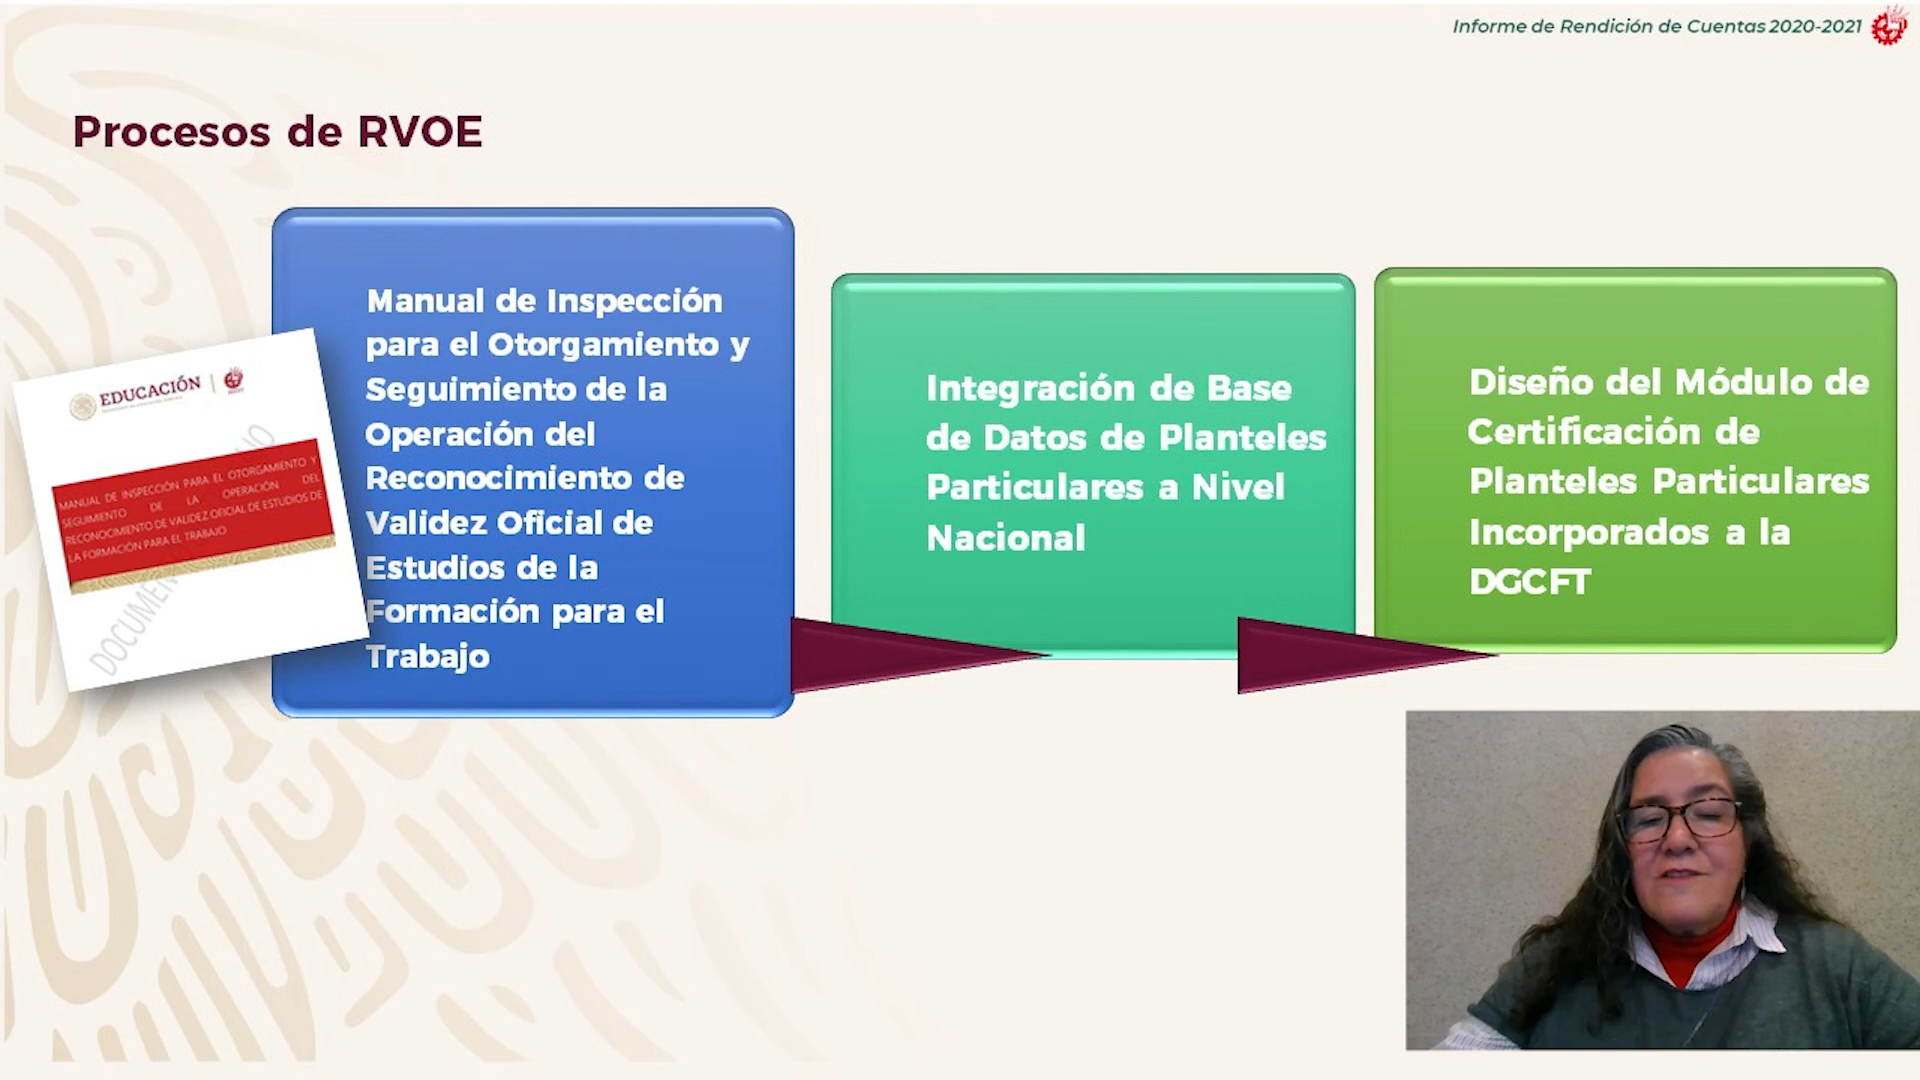 Informe de Rendición de Cuentas 2020-2021
Procesos de RVOE
Manual de Inspección
para el Otorgamiento y
Seguimiento de la
Operación del
Reconocimiento de
Validez Oficial de
Estudios de la
Formación para el
Trabajo
EDUCACIÓN
MANUAL DE INSPECCIÓN PARA EL OTORGAMIENTO Y
SEGUIMIENTO DE LA OPERACIÓN DEL
RECONOCIMIENTO DE VALIDEZ OFICIAL DE ESTUDIOS DE
LA FORMACIÓN PARA EL TRABAJO
Integración de Base
de Datos de Planteles
Particulares a Nivel
Nacional
Diseño del Módulo de
Certificación de
Planteles Particulares
Incorporados a la
DGCFT